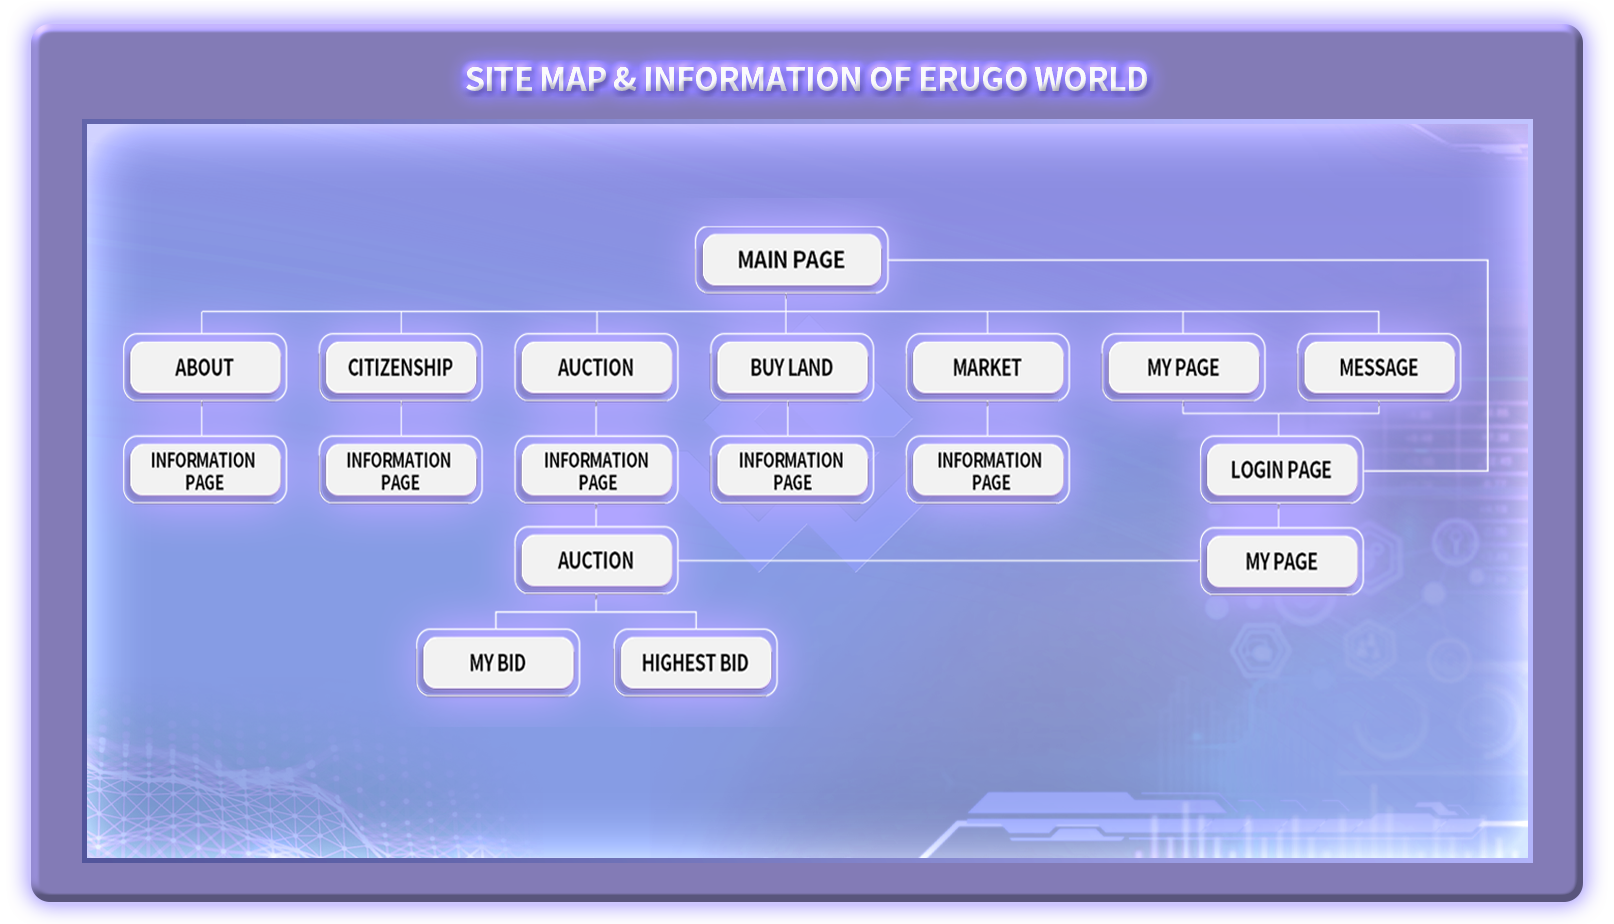 SITE MAP & INFORMATION OF ERUGO WORLD
MAIN PAGE
ABOUT
CITIZENSHIP
AUCTION
BUY LAND
MARKET
MY PAGE
MESSAGE
INFORMATION
PAGE
INFORMATION
PAGE
INFORMATION
PAGE
INFORMATION
PAGE
INFORMATION
PAGE
LOGIN PAGE
AUCTION
MY PAGE
MY BID
HIGHEST BID